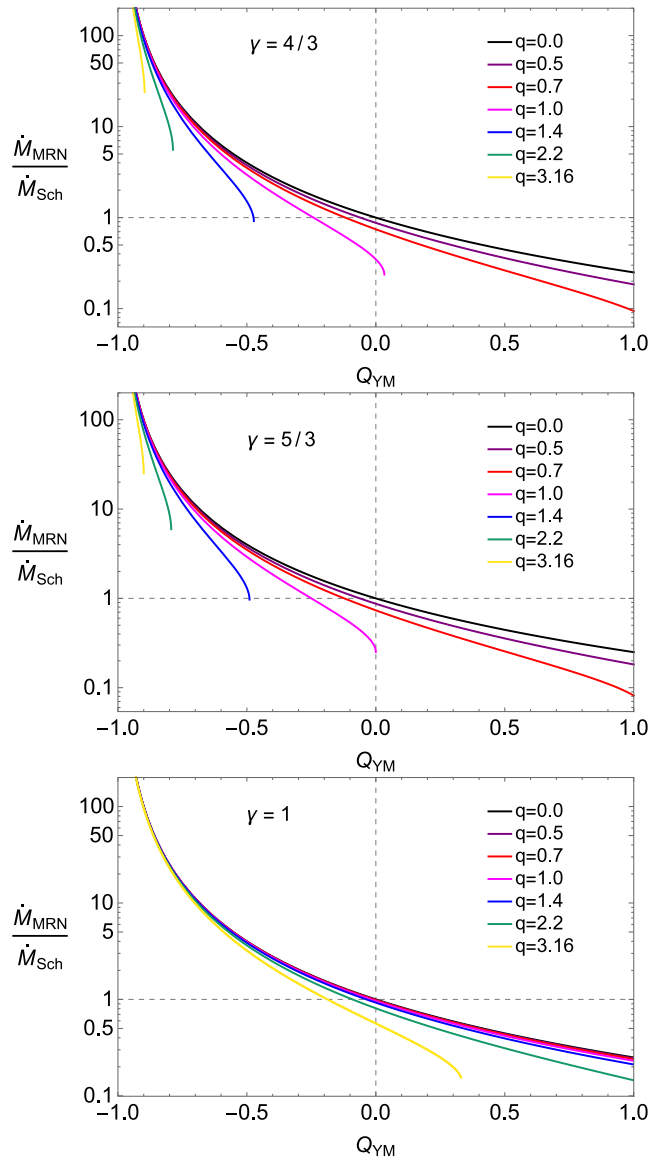 γ = 4/3
q=0.0
q=0.5
q=0.7
q=1.0
q=1.4
q=2.2
q=3.16
100
50
10
5
1
0.5
0.1
Ṁ_MRN
Ṁ_Sch
−1.0 −0.5 0.0 0.5 1.0
Q_YM
γ = 5/3
q=0.0
q=0.5
q=0.7
q=1.0
q=1.4
q=2.2
q=3.16
100
10
1
0.1
Ṁ_MRN
Ṁ_Sch
−1.0 −0.5 0.0 0.5 1.0
Q_YM
γ = 1
q=0.0
q=0.5
q=0.7
q=1.0
q=1.4
q=2.2
q=3.16
100
50
10
5
1
0.5
0.1
Ṁ_MRN
Ṁ_Sch
−1.0 −0.5 0.0 0.5 1.0
Q_YM